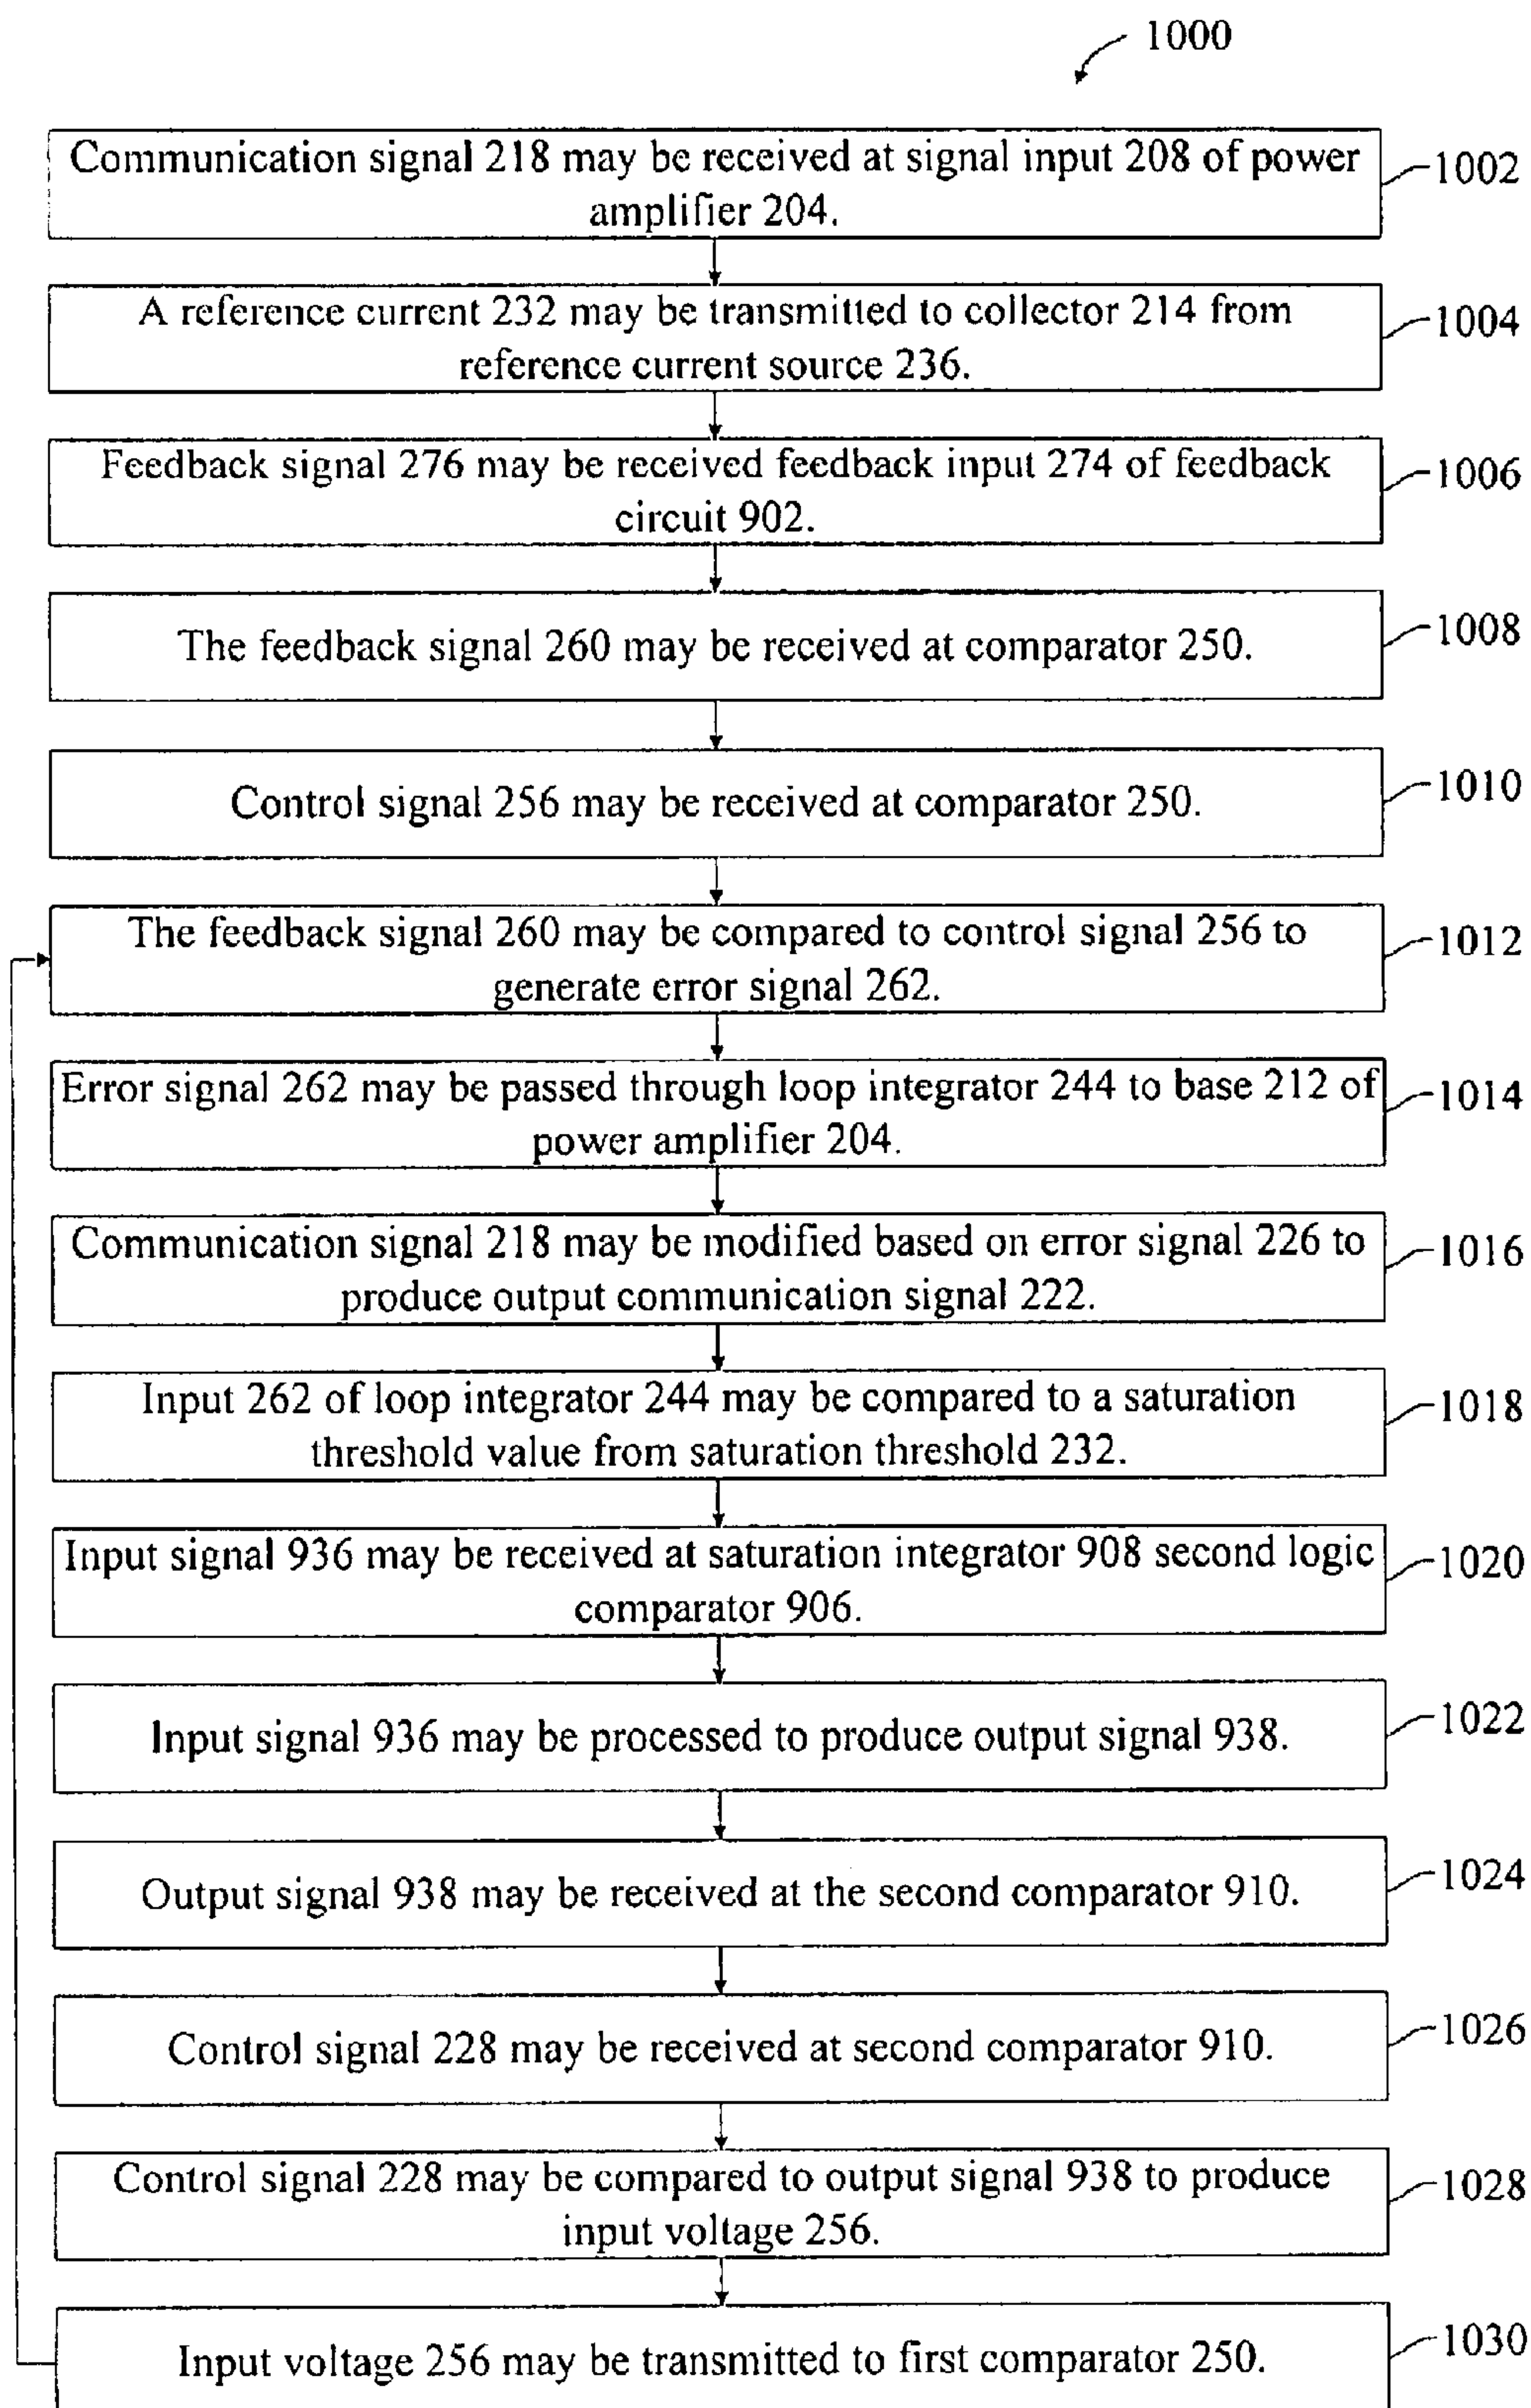 1000
Communication signal 218 may be received at signal input 208 of power
amplifier 204.
1002
A reference current 232 may be transmitted to collector 214 from
reference current source 236.
1004
Feedback signal 276 may be received feedback input 274 of feedback
circuit 902.
1006
The feedback signal 260 may be received at comparator 250.
1008
Control signal 256 may be received at comparator 250.
1010
The feedback signal 260 may be compared to control signal 256 to
generate error signal 262.
1012
Error signal 262 may be passed through loop integrator 244 to base 212 of
power amplifier 204.
1014
Communication signal 218 may be modified based on error signal 226 to
produce output communication signal 222.
1016
Input 262 of loop integrator 244 may be compared to a saturation
threshold value from saturation threshold 232.
1018
Input signal 936 may be received at saturation integrator 908 second logic
comparator 906.
1020
Input signal 936 may be processed to produce output signal 938.
1022
Output signal 938 may be received at the second comparator 910.
1024
Control signal 228 may be received at second comparator 910.
1026
Control signal 228 may be compared to output signal 938 to produce
input voltage 256.
1028
Input voltage 256 may be transmitted to first comparator 250.
1030